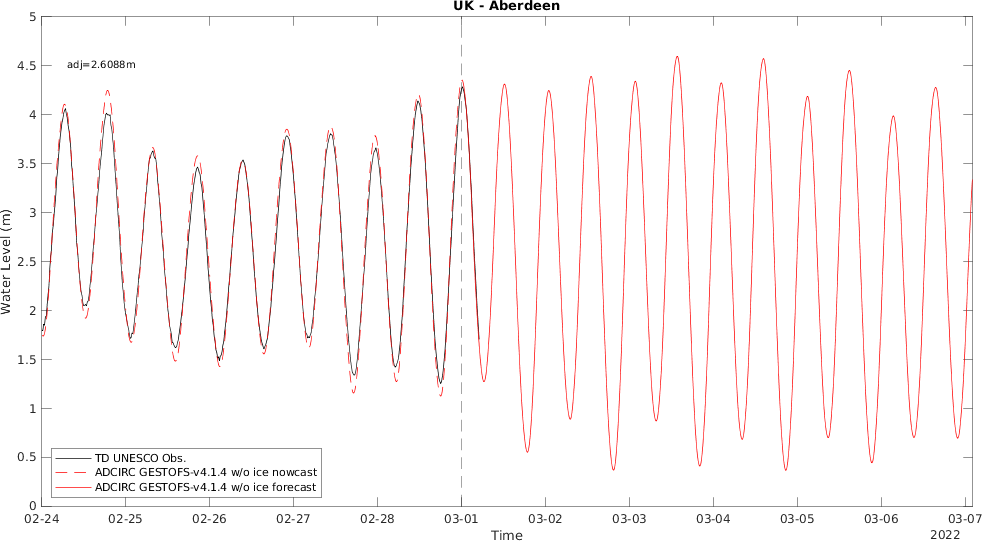 UK - Aberdeen
5
4.5
4
3.5
3
2.5
2
1.5
1
0.5
0
Water Level (m)
adj=2.6088m
TD UNESCO Obs.
ADCIRC GESTOFS-v4.1.4 w/o ice nowcast
ADCIRC GESTOFS-v4.1.4 w/o ice forecast
02-24 02-25 02-26 02-27 02-28 03-01 03-02 03-03 03-04 03-05 03-06 03-07
Time
2022